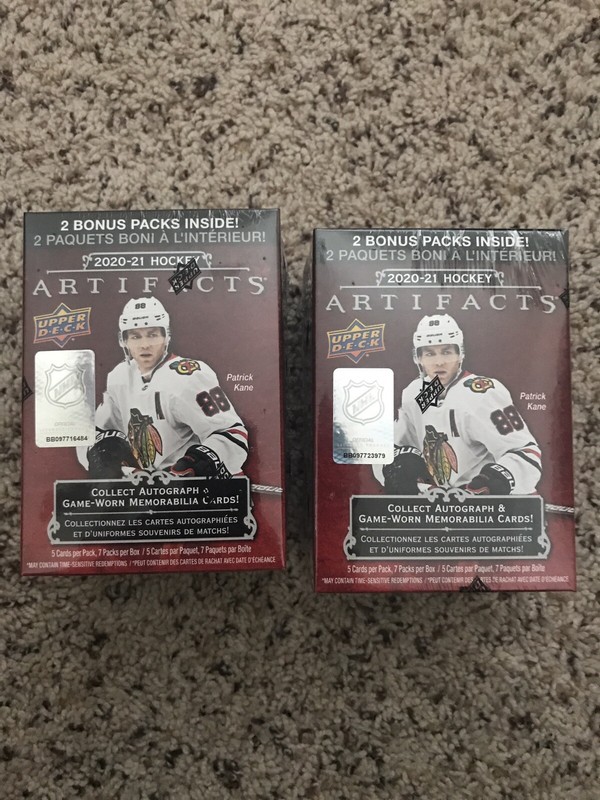 2 BONUS PACKS INSIDE!
2 PAQUETS BONI À L'INTÉRIEUR!
2020-21 HOCKEY
ARTIFACTS
UPPER
D·E·C·K
88
NHL
BB097716484
Patrick
Kane
A
88
COLLECT AUTOGRAPH &
GAME-WORN MEMORABILIA CARDS!
COLLECTIONNEZ LES CARTES AUTOGRAPHIÉES
ET D'UNIFORMES SOUVENIRS DE MATCHS!
5 Cards per Pack, 7 Packs per Box / 5 Cartes par Paquet, 7 Paquets par Boîte
*MAY CONTAIN TIME-SENSITIVE REDEMPTIONS / *PEUT CONTENIR DES CARTES DE RACHAT AVEC DATE D'ÉCHÉANCE
2 BONUS PACKS INSIDE!
2 PAQUETS BONI À L'INTÉRIEUR!
2020-21 HOCKEY
ARTIFACTS
UPPER
D·E·C·K
88
NHL
BB097723979
Patrick
Kane
A
88
COLLECT AUTOGRAPH &
GAME-WORN MEMORABILIA CARDS!
COLLECTIONNEZ LES CARTES AUTOGRAPHIÉES
ET D'UNIFORMES SOUVENIRS DE MATCHS!
5 Cards per Pack, 7 Packs per Box / 5 Cartes par Paquet, 7 Paquets par Boîte
*MAY CONTAIN TIME-SENSITIVE REDEMPTIONS / *PEUT CONTENIR DES CARTES DE RACHAT AVEC DATE D'ÉCHÉANCE